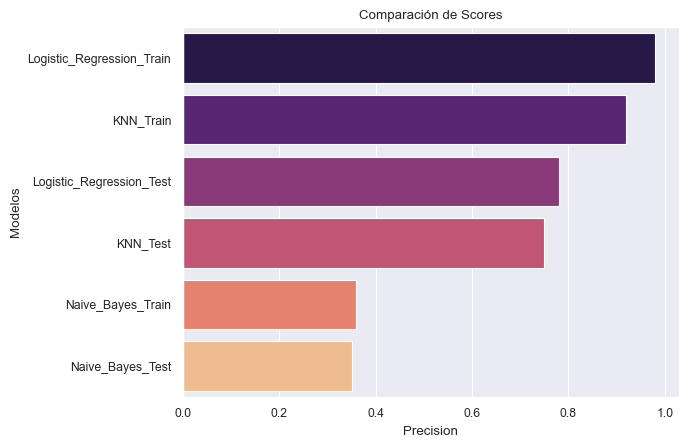 Comparación de Scores
Modelos
Logistic_Regression_Train
KNN_Train
Logistic_Regression_Test
KNN_Test
Naive_Bayes_Train
Naive_Bayes_Test
0.0 0.2 0.4 0.6 0.8 1.0
Precision